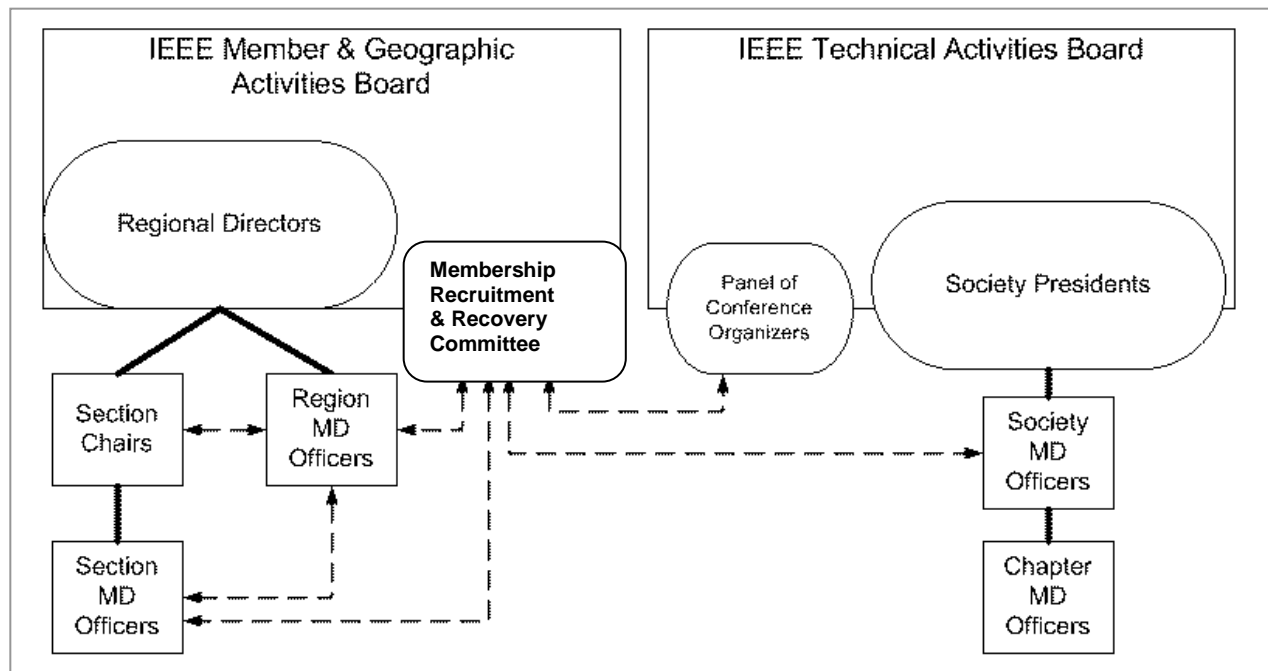 IEEE Member & Geographic
Activities Board
IEEE Technical Activities Board
Regional Directors
Membership
Recruitment
& Recovery
Committee
Panel of
Conference
Organizers
Society Presidents
Section
Chairs
Region
MD
Officers
Society
MD
Officers
Section
MD
Officers
Chapter
MD
Officers